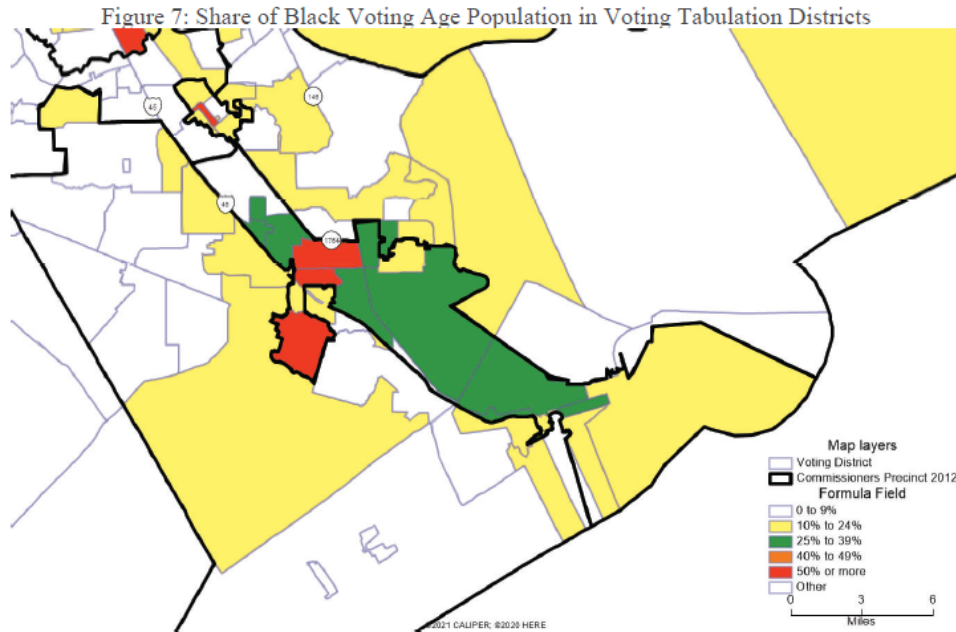 Figure 7: Share of Black Voting Age Population in Voting Tabulation Districts
146
45
45
1764
Map layers
Voting District
Commissioners Precinct 2012
Formula Field
0 to 9%
10% to 24%
25% to 39%
40% to 49%
50% or more
Other
0 3 6
Miles
©2021 CALIPER; ©2020 HERE